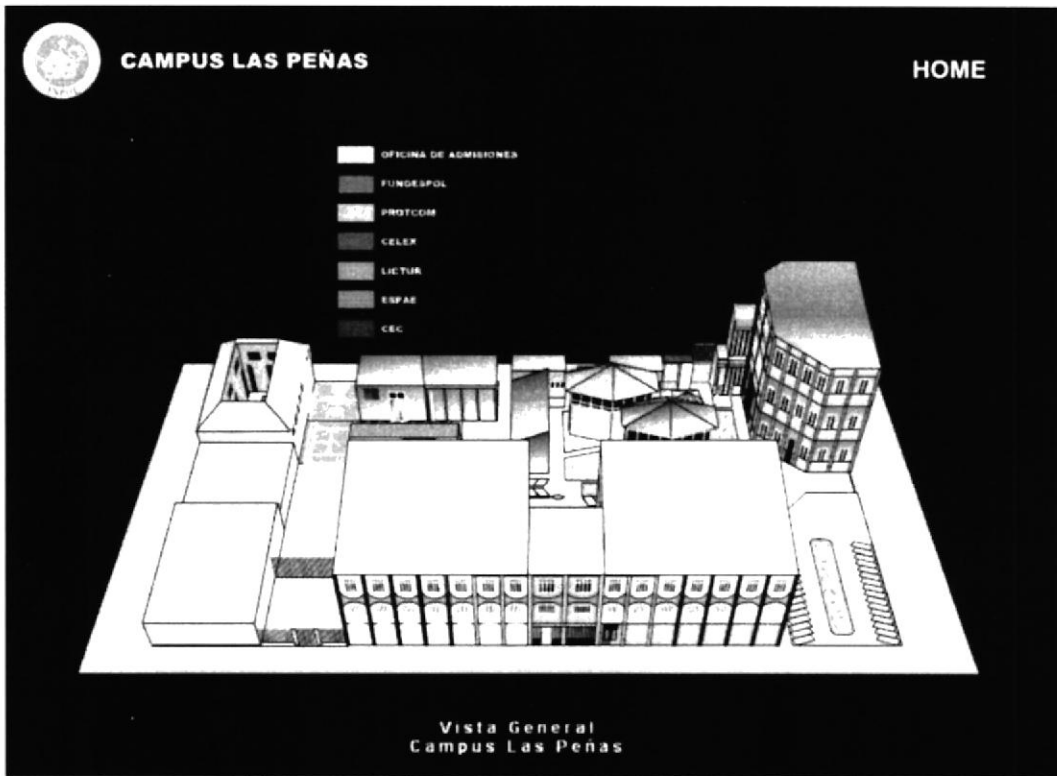 CAMPUS LAS PEÑAS
HOME
OFICINA DE ADMISIONES
FUNDESPOL
PROTCOM
CELEX
LICTUR
ESPAE
CEC
Vista General
Campus Las Peñas